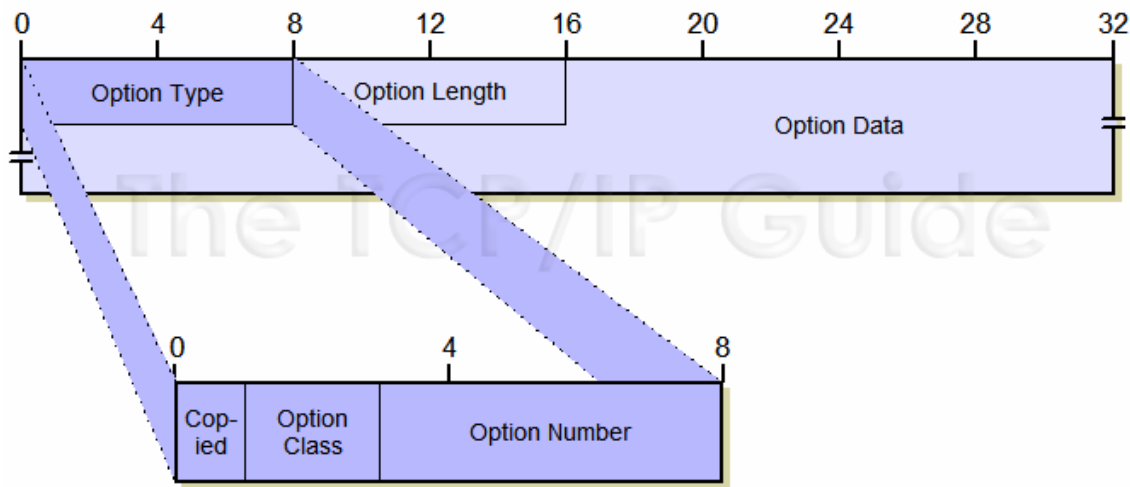 0 4 8 12 16 20 24 28 32
Option Type Option Length
Option Data
The TCP/IP Guide
0 4 8
Cop-
ied
Option
Class
Option Number